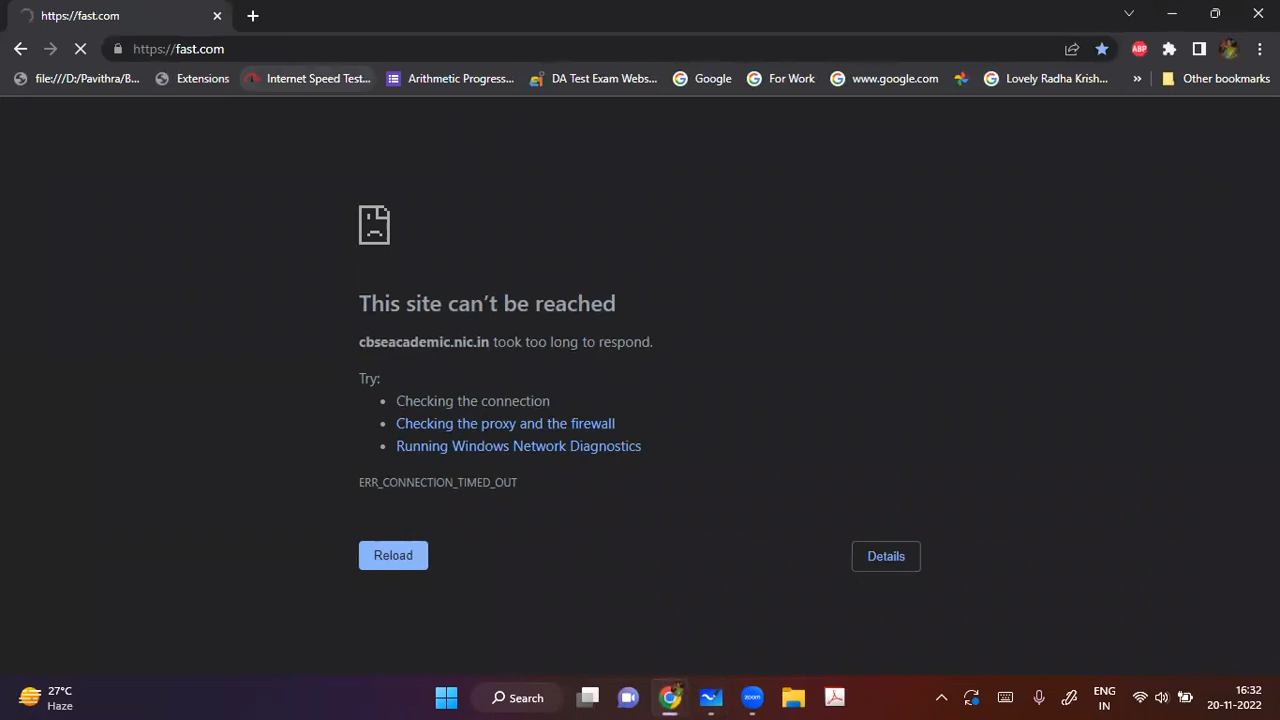 https://fast.com
https://fast.com
ABP
file:///D:/Pavithra/B...
Extensions
Internet Speed Test...
Arithmetic Progress...
DA Test Exam Webs...
Google
For Work
www.google.com
Lovely Radha Krish...
»
Other bookmarks
This site can’t be reached
cbseacademic.nic.in took too long to respond.
Try:
• Checking the connection
• Checking the proxy and the firewall
• Running Windows Network Diagnostics
ERR_CONNECTION_TIMED_OUT
Reload
Details
27°C
Haze
Search
zoom
ENG
IN
16:32
20-11-2022